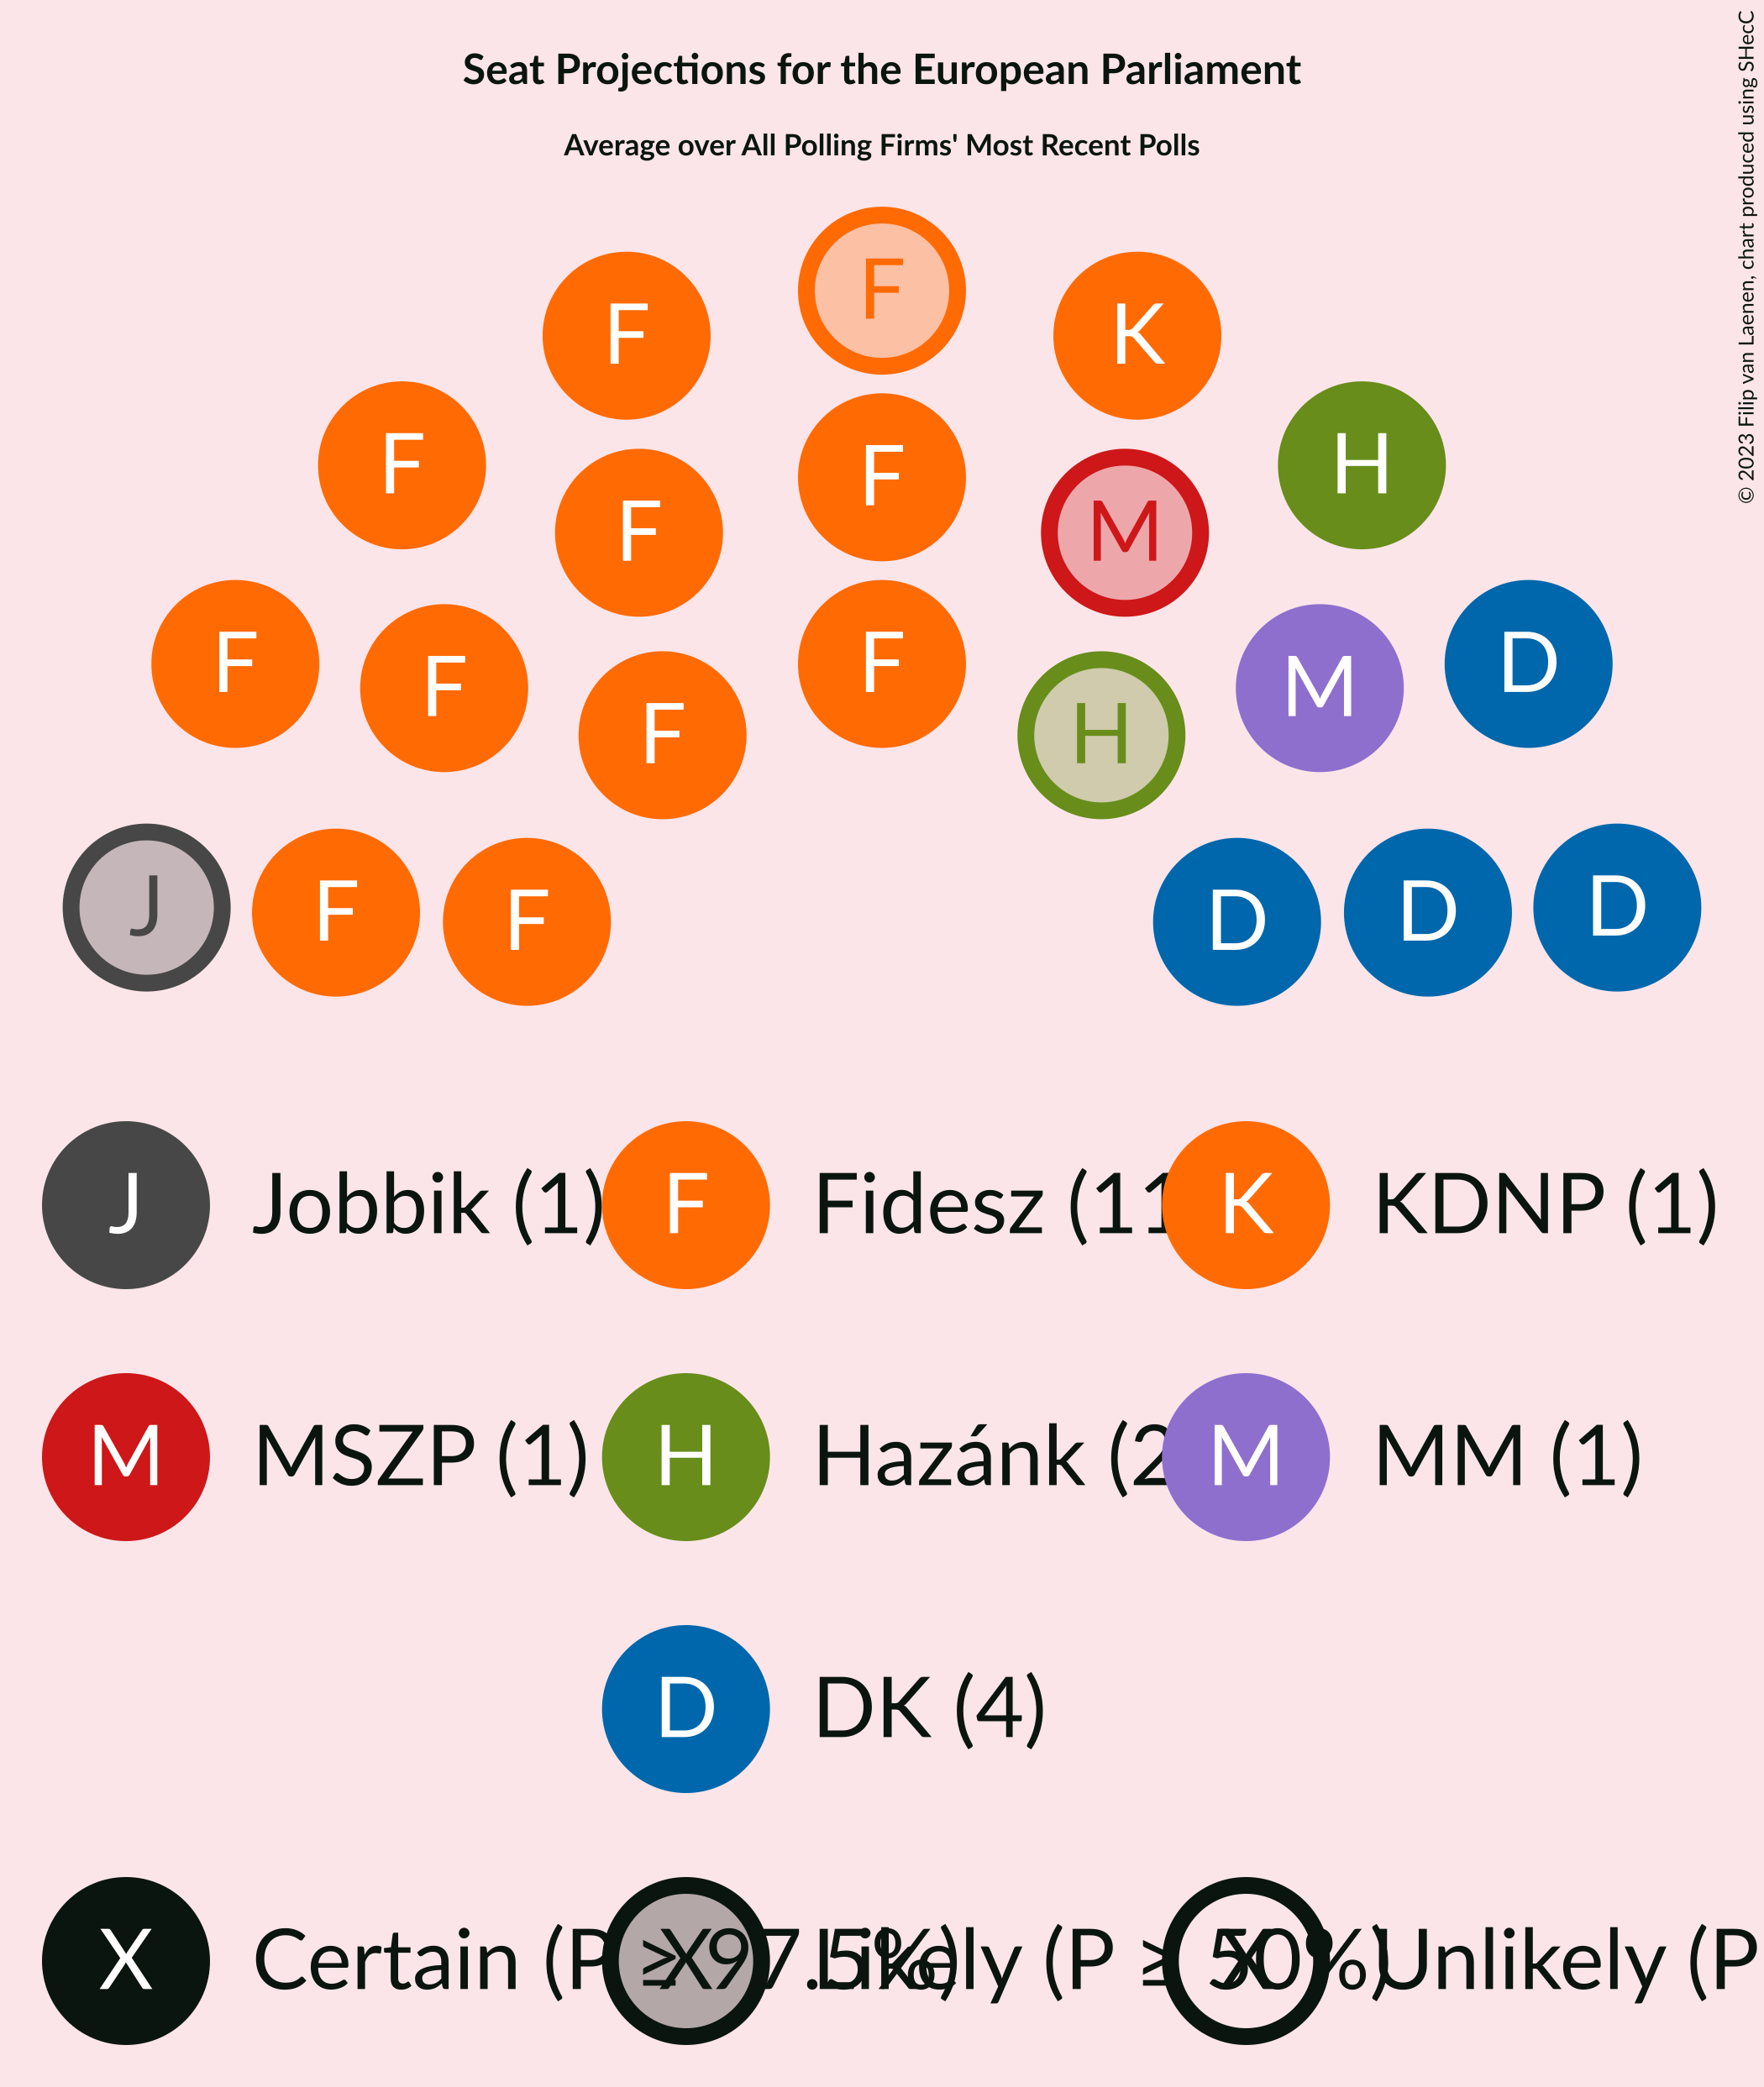 Seat Projections for the European Parliament
Average over All Polling Firms' Most Recent Polls
© 2023 Filip van Laenen, chart produced using SHecC
F
F K
F F H
F M
F F D
F M
F H
J F F D D D
J Jobbik (1) F Fidesz (11 K KDNP (1)
M MSZP (1) H Hazánk (2 M MM (1)
D DK (4)
X Certain (P ≥ 97.5%) X Likely (P ≥ 50%) X Unlikely (P